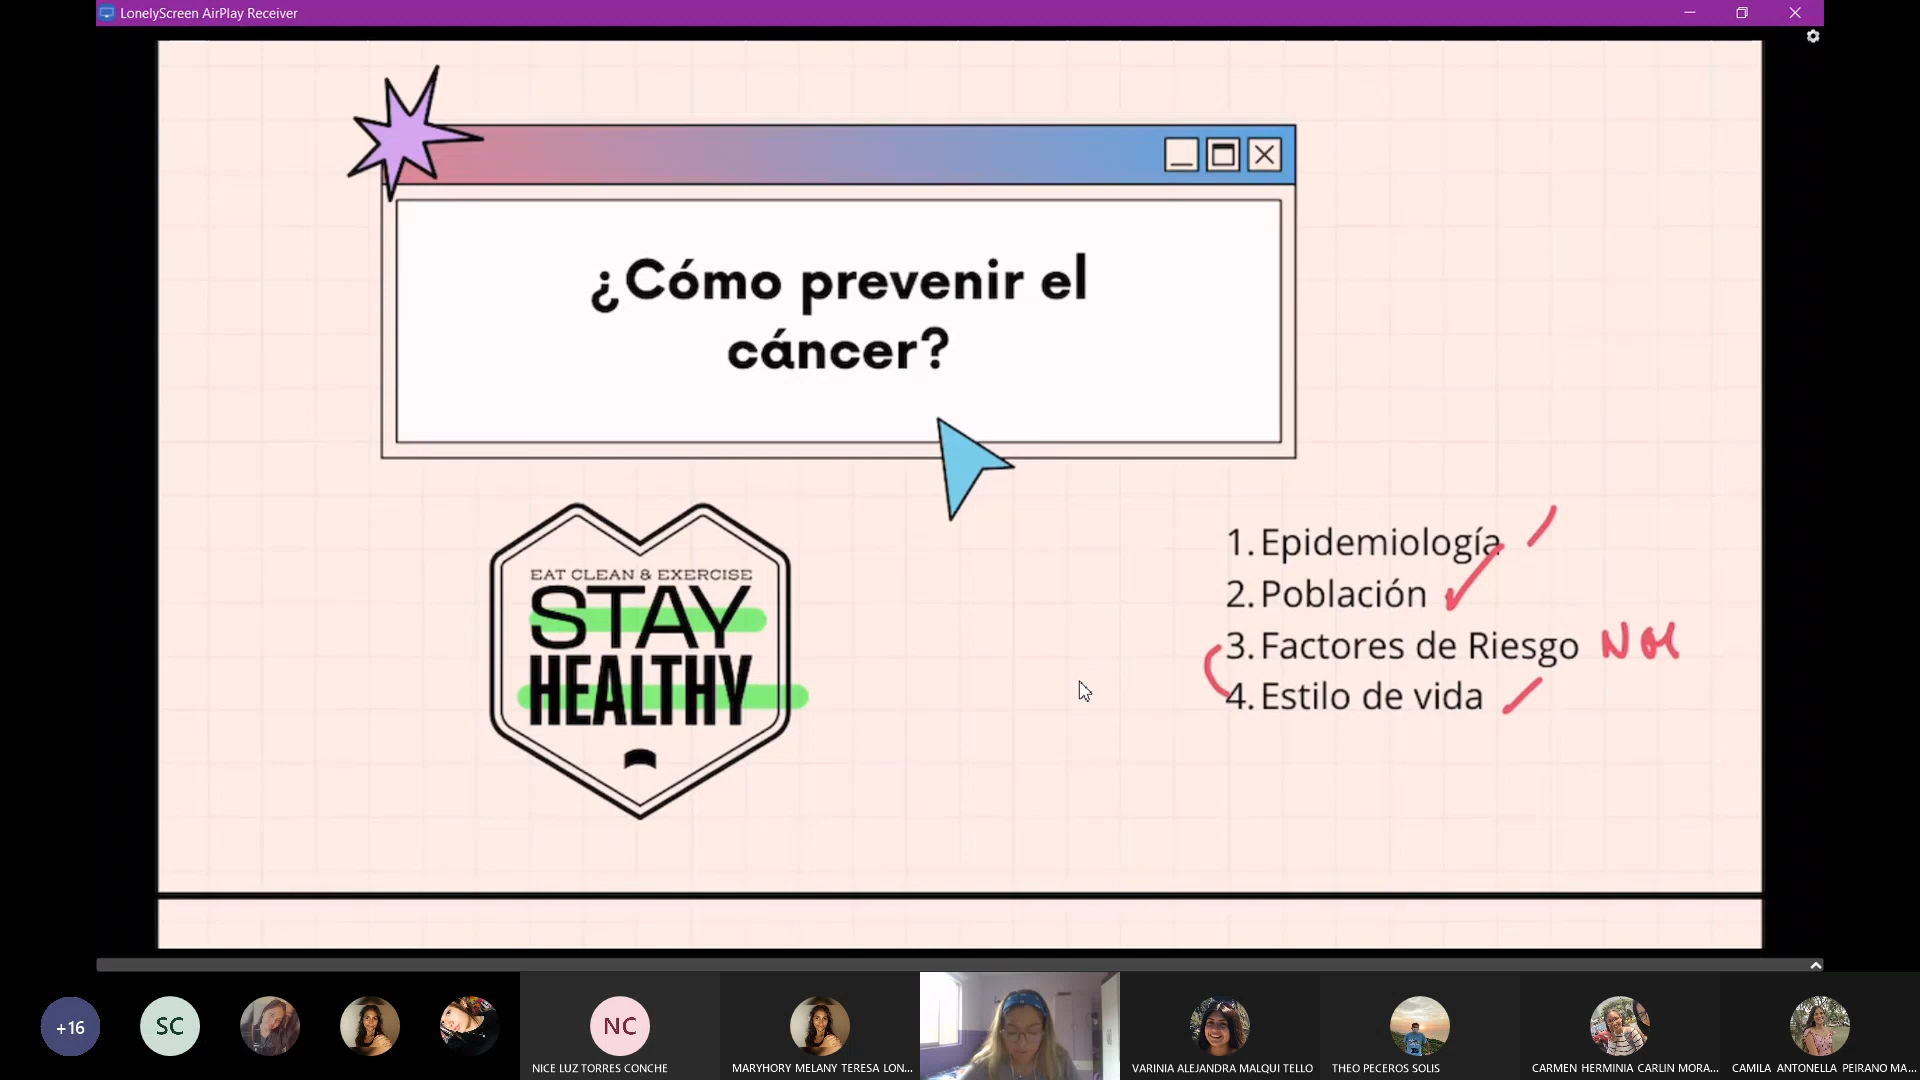 LonelyScreen AirPlay Receiver
¿Cómo prevenir el
cáncer?
EAT CLEAN & EXERCISE
STAY
HEALTHY
1. Epidemiología
2. Población
3. Factores de Riesgo
4. Estilo de vida
+16
SC
NC
NICE LUZ TORRES CONCHE
MARYHORY MELANY TERESA LON...
VARINIA ALEJANDRA MALQUI TELLO
THEO PECEROS SOLIS
CARMEN HERMINIA CARLIN MORA...
CAMILA ANTONELLA PEIRANO MA...